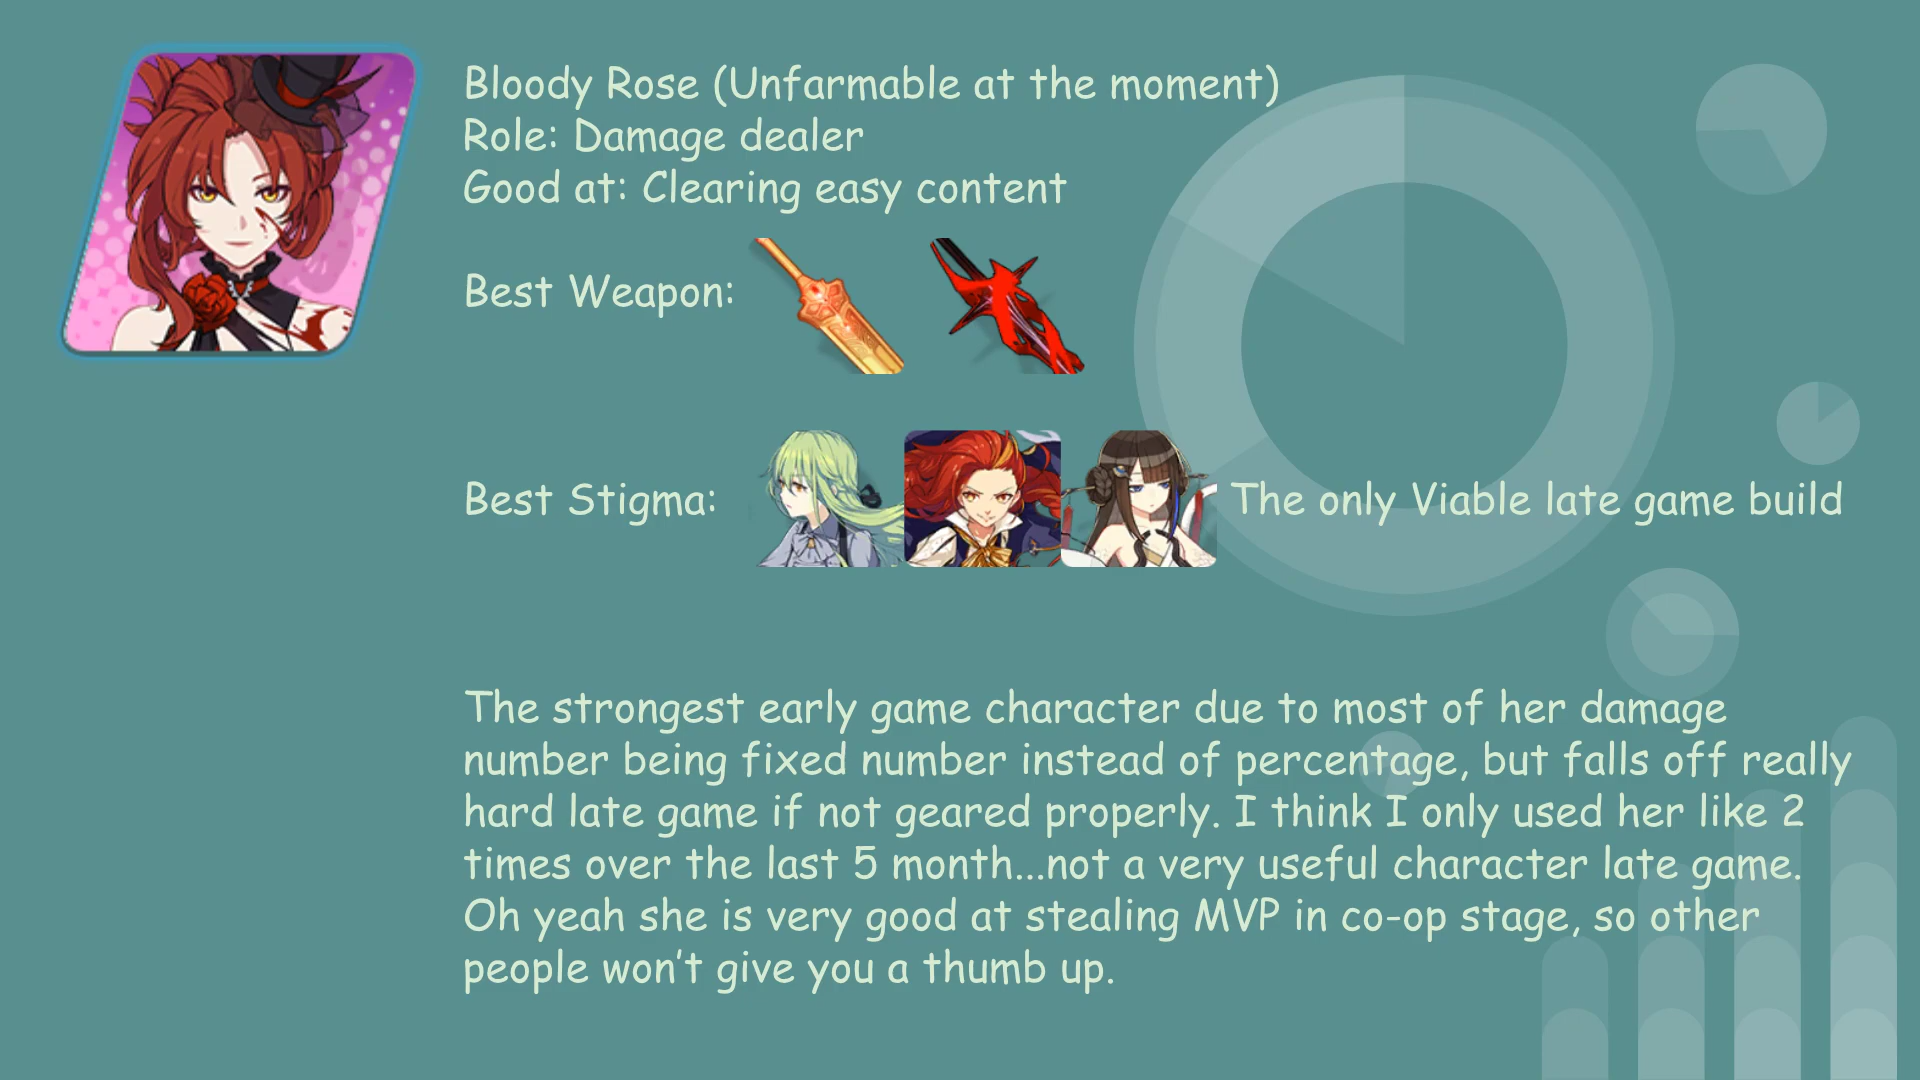 Bloody Rose (Unfarmable at the moment)
Role: Damage dealer
Good at: Clearing easy content
Best Weapon:
Best Stigma:
The only Viable late game build
The strongest early game character due to most of her damage
number being fixed number instead of percentage, but falls off really
hard late game if not geared properly. I think I only used her like 2
times over the last 5 month...not a very useful character late game.
Oh yeah she is very good at stealing MVP in co-op stage, so other
people won’t give you a thumb up.